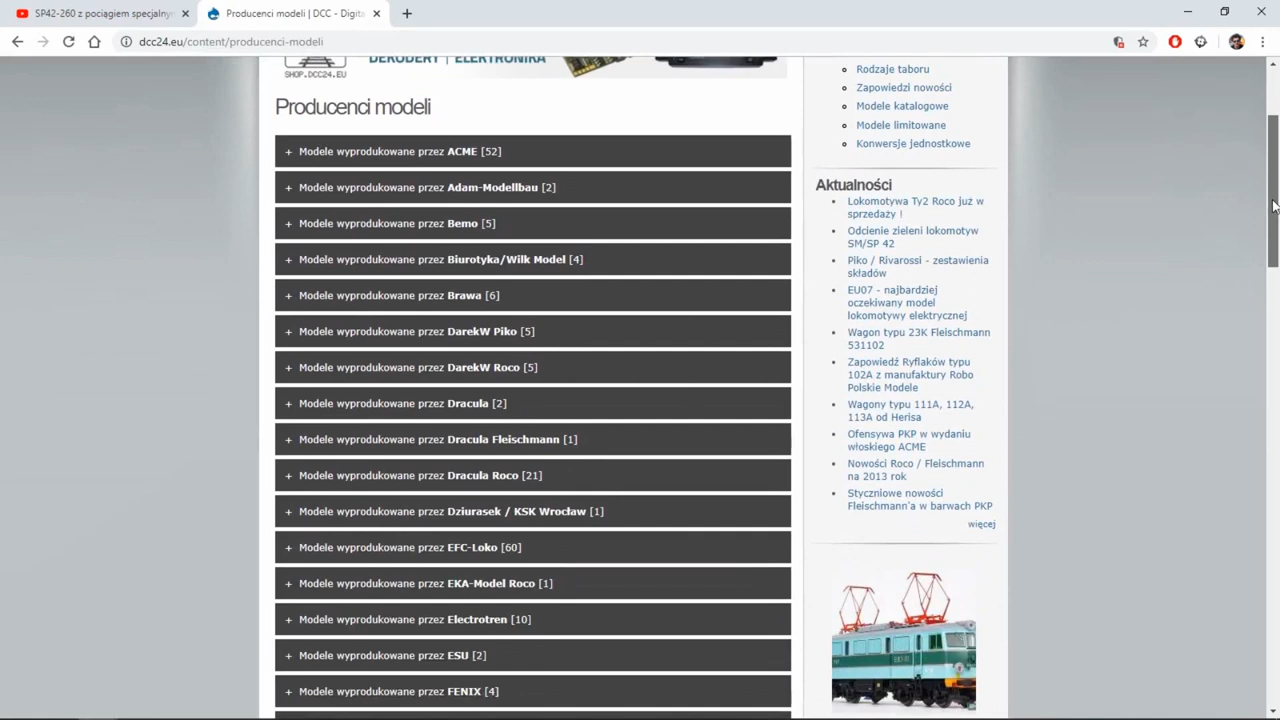 SP42-260 z pociągiem specjalnym
Producenci modeli | DCC - Digita
dcc24.eu/content/producenci-modeli
SHOP.DCC24.EU
DEKODERY | ELEKTRONIKA
Producenci modeli
+ Modele wyprodukowane przez ACME [52]
+ Modele wyprodukowane przez Adam-Modellbau [2]
+ Modele wyprodukowane przez Bemo [5]
+ Modele wyprodukowane przez Biurotyka/Wilk Model [4]
+ Modele wyprodukowane przez Brawa [6]
+ Modele wyprodukowane przez DarekW Piko [5]
+ Modele wyprodukowane przez DarekW Roco [5]
+ Modele wyprodukowane przez Dracula [2]
+ Modele wyprodukowane przez Dracula Fleischmann [1]
+ Modele wyprodukowane przez Dracula Roco [21]
+ Modele wyprodukowane przez Dziurasek / KSK Wrocław [1]
+ Modele wyprodukowane przez EFC-Loko [60]
+ Modele wyprodukowane przez EKA-Model Roco [1]
+ Modele wyprodukowane przez Electrotren [10]
+ Modele wyprodukowane przez ESU [2]
+ Modele wyprodukowane przez FENIX [4]
Rodzaje taboru
Zapowiedzi nowości
Modele katalogowe
Modele limitowane
Konwersje jednostkowe
Aktualności
Lokomotywa Ty2 Roco już w
sprzedaży !
Odcienie zieleni lokomotyw
SM/SP 42
Piko / Rivarossi - zestawienia
składów
EU07 - najbardziej
oczekiwany model
lokomotywy elektrycznej
Wagon typu 23K Fleischmann
531102
Zapowiedź Ryflaków typu
102A z manufaktury Robo
Polskie Modele
Wagony typu 111A, 112A,
113A od Herisa
Ofensywa PKP w wydaniu
włoskiego ACME
Nowości Roco / Fleischmann
na 2013 rok
Styczniowe nowości
Fleischmann'a w barwach PKP
więcej